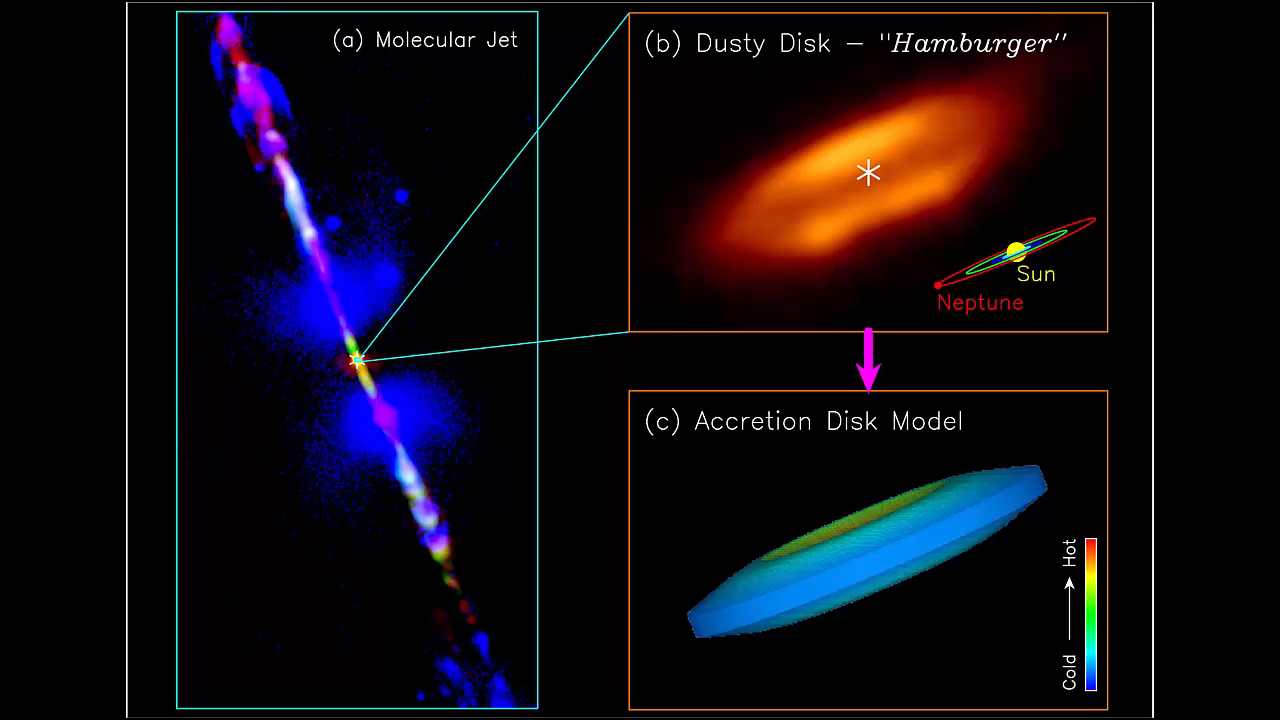 (a) Molecular Jet
(b) Dusty Disk – "Hamburger"
Sun
Neptune
(c) Accretion Disk Model
Cold
Hot